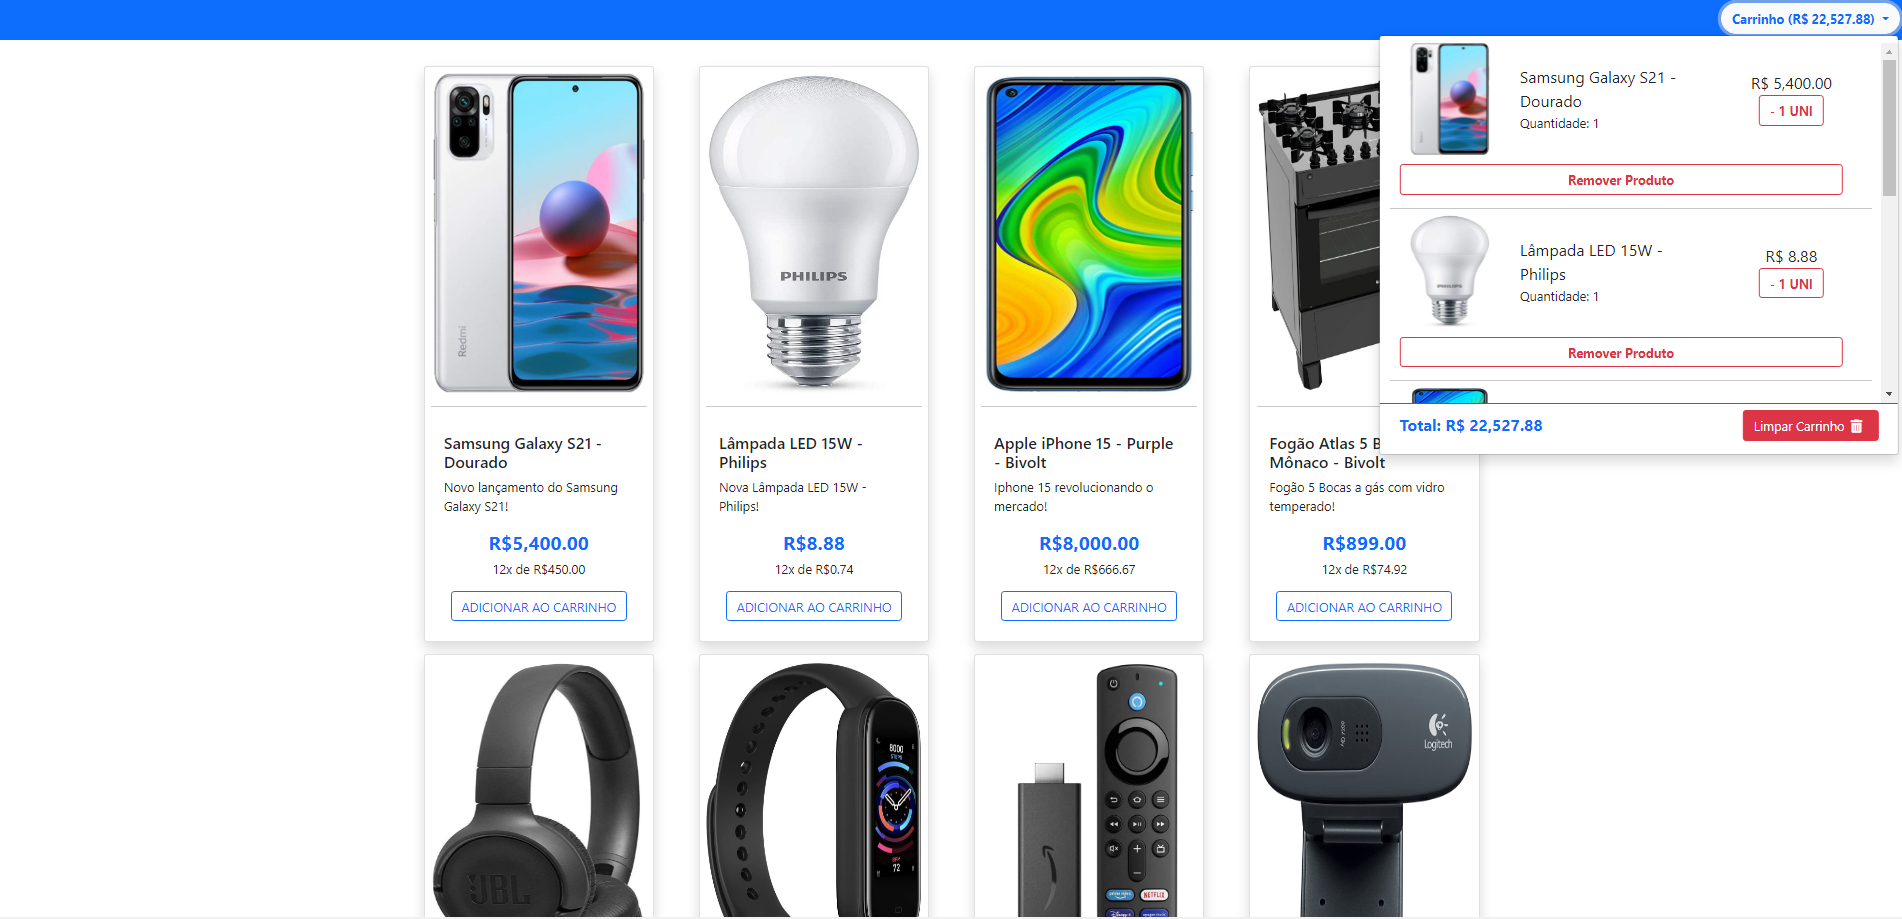 Carrinho (R$ 22,527.88)
Samsung Galaxy S21 -
Dourado
Quantidade: 1
R$ 5,400.00
- 1 UNI
Remover Produto
Lâmpada LED 15W -
Philips
Quantidade: 1
R$ 8.88
- 1 UNI
Remover Produto
Total: R$ 22,527.88
Limpar Carrinho
Redmi
Samsung Galaxy S21 -
Dourado
Novo lançamento do Samsung
Galaxy S21!
R$5,400.00
12x de R$450.00
ADICIONAR AO CARRINHO
PHILIPS
Lâmpada LED 15W -
Philips
Nova Lâmpada LED 15W -
Philips!
R$8.88
12x de R$0.74
ADICIONAR AO CARRINHO
Apple iPhone 15 - Purple
- Bivolt
Iphone 15 revolucionando o
mercado!
R$8,000.00
12x de R$666.67
ADICIONAR AO CARRINHO
Fogão Atlas 5 B
Mônaco - Bivolt
Fogão 5 Bocas a gás com vidro
temperado!
R$899.00
12x de R$74.92
ADICIONAR AO CARRINHO
JBL
8000
STEPS
BPM
72
NETFLIX
Logitech